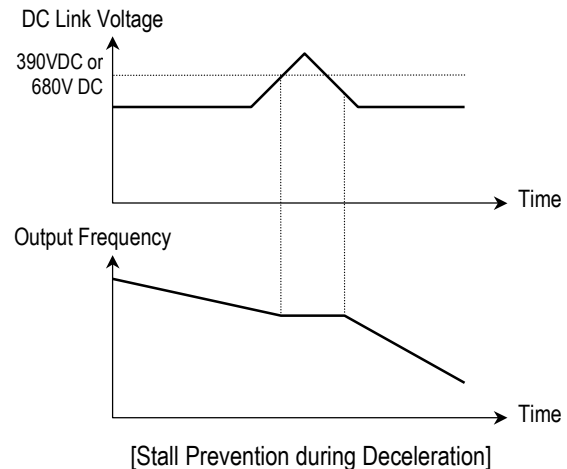 DC Link Voltage
390VDC or
680V DC
Time
Output Frequency
Time
[Stall Prevention during Deceleration]